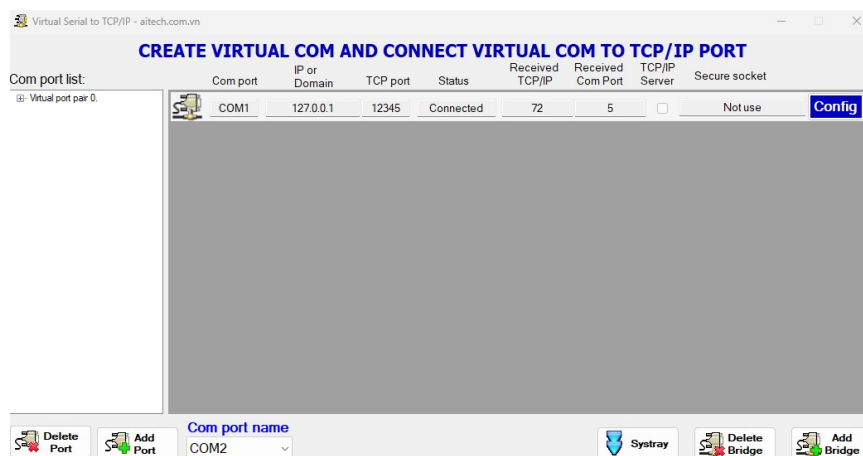 Virtual Serial to TCP/IP - aitech.com.vn
CREATE VIRTUAL COM AND CONNECT VIRTUAL COM TO TCP/IP PORT
Com port list:
Com port
IP or
Domain
TCP port
Status
Received
TCP/IP
Received
Com Port
TCP/IP
Server
Secure socket
Virtual port pair 0.
COM1
127.0.0.1
12345
Connected
72
5
Not use
Config
Delete
Port
Add
Port
Com port name
COM2
Systray
Delete
Bridge
Add
Bridge